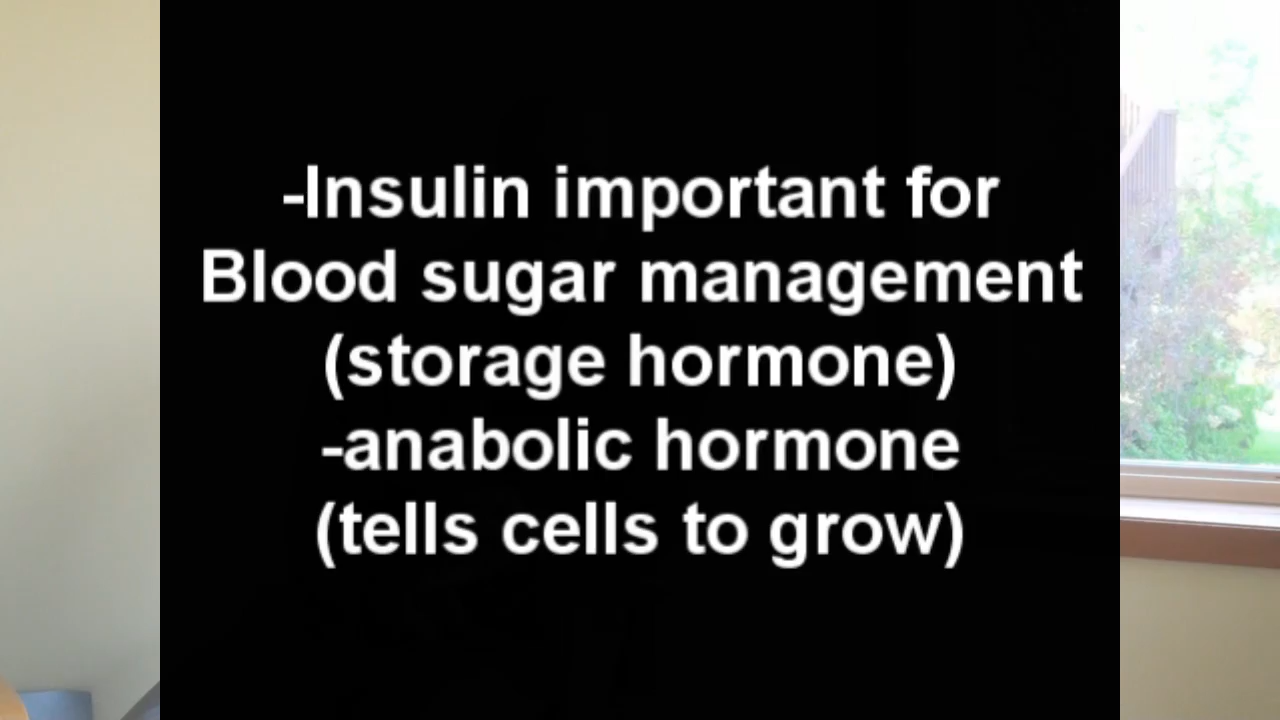 -Insulin important for
Blood sugar management
(storage hormone)
-anabolic hormone
(tells cells to grow)